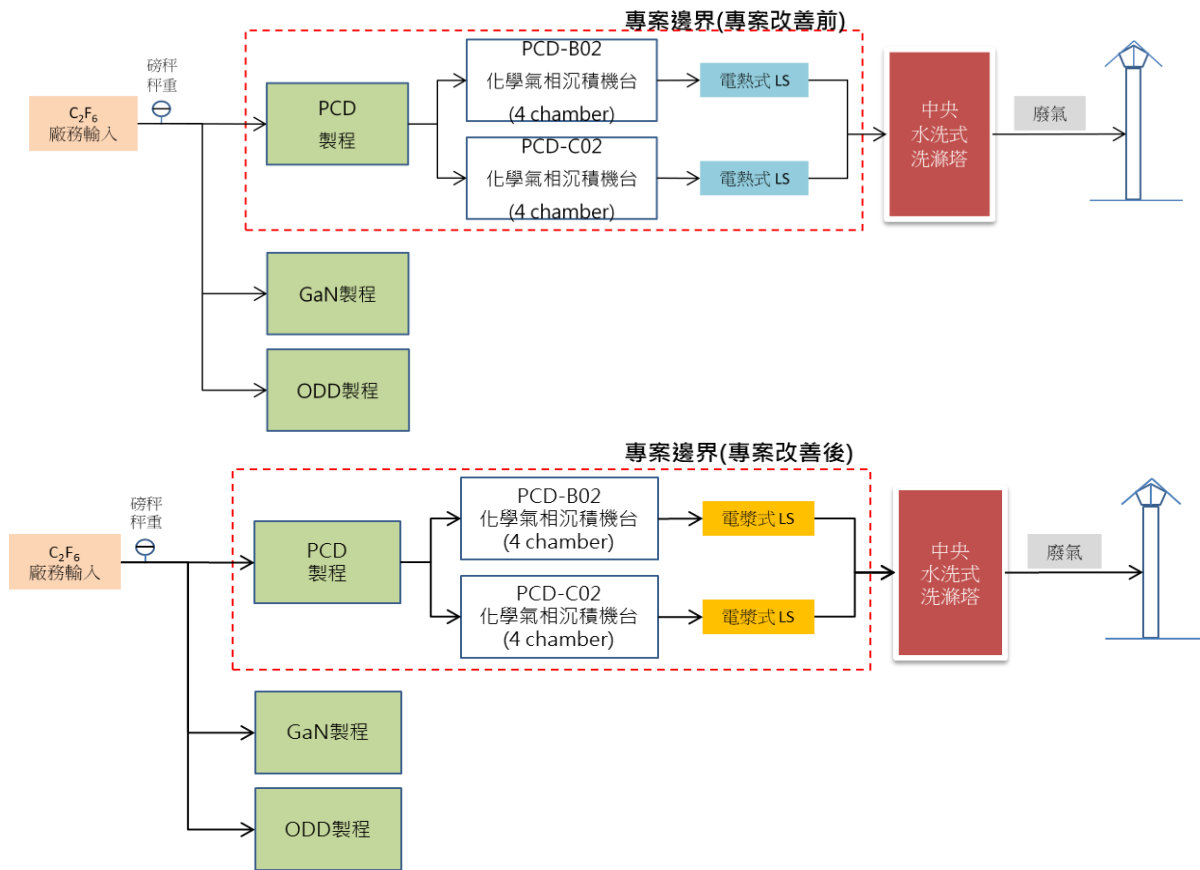 專案邊界(專案改善前)
磅秤
秤重
C₂F₆
廠務輸入
PCD
製程
PCD-B02
化學氣相沉積機台
(4 chamber)
電熱式 LS
PCD-C02
化學氣相沉積機台
(4 chamber)
電熱式 LS
中央
水洗式
洗滌塔
廢氣
GaN製程
ODD製程
專案邊界(專案改善後)
磅秤
秤重
C₂F₆
廠務輸入
PCD
製程
PCD-B02
化學氣相沉積機台
(4 chamber)
電漿式 LS
PCD-C02
化學氣相沉積機台
(4 chamber)
電漿式 LS
中央
水洗式
洗滌塔
廢氣
GaN製程
ODD製程